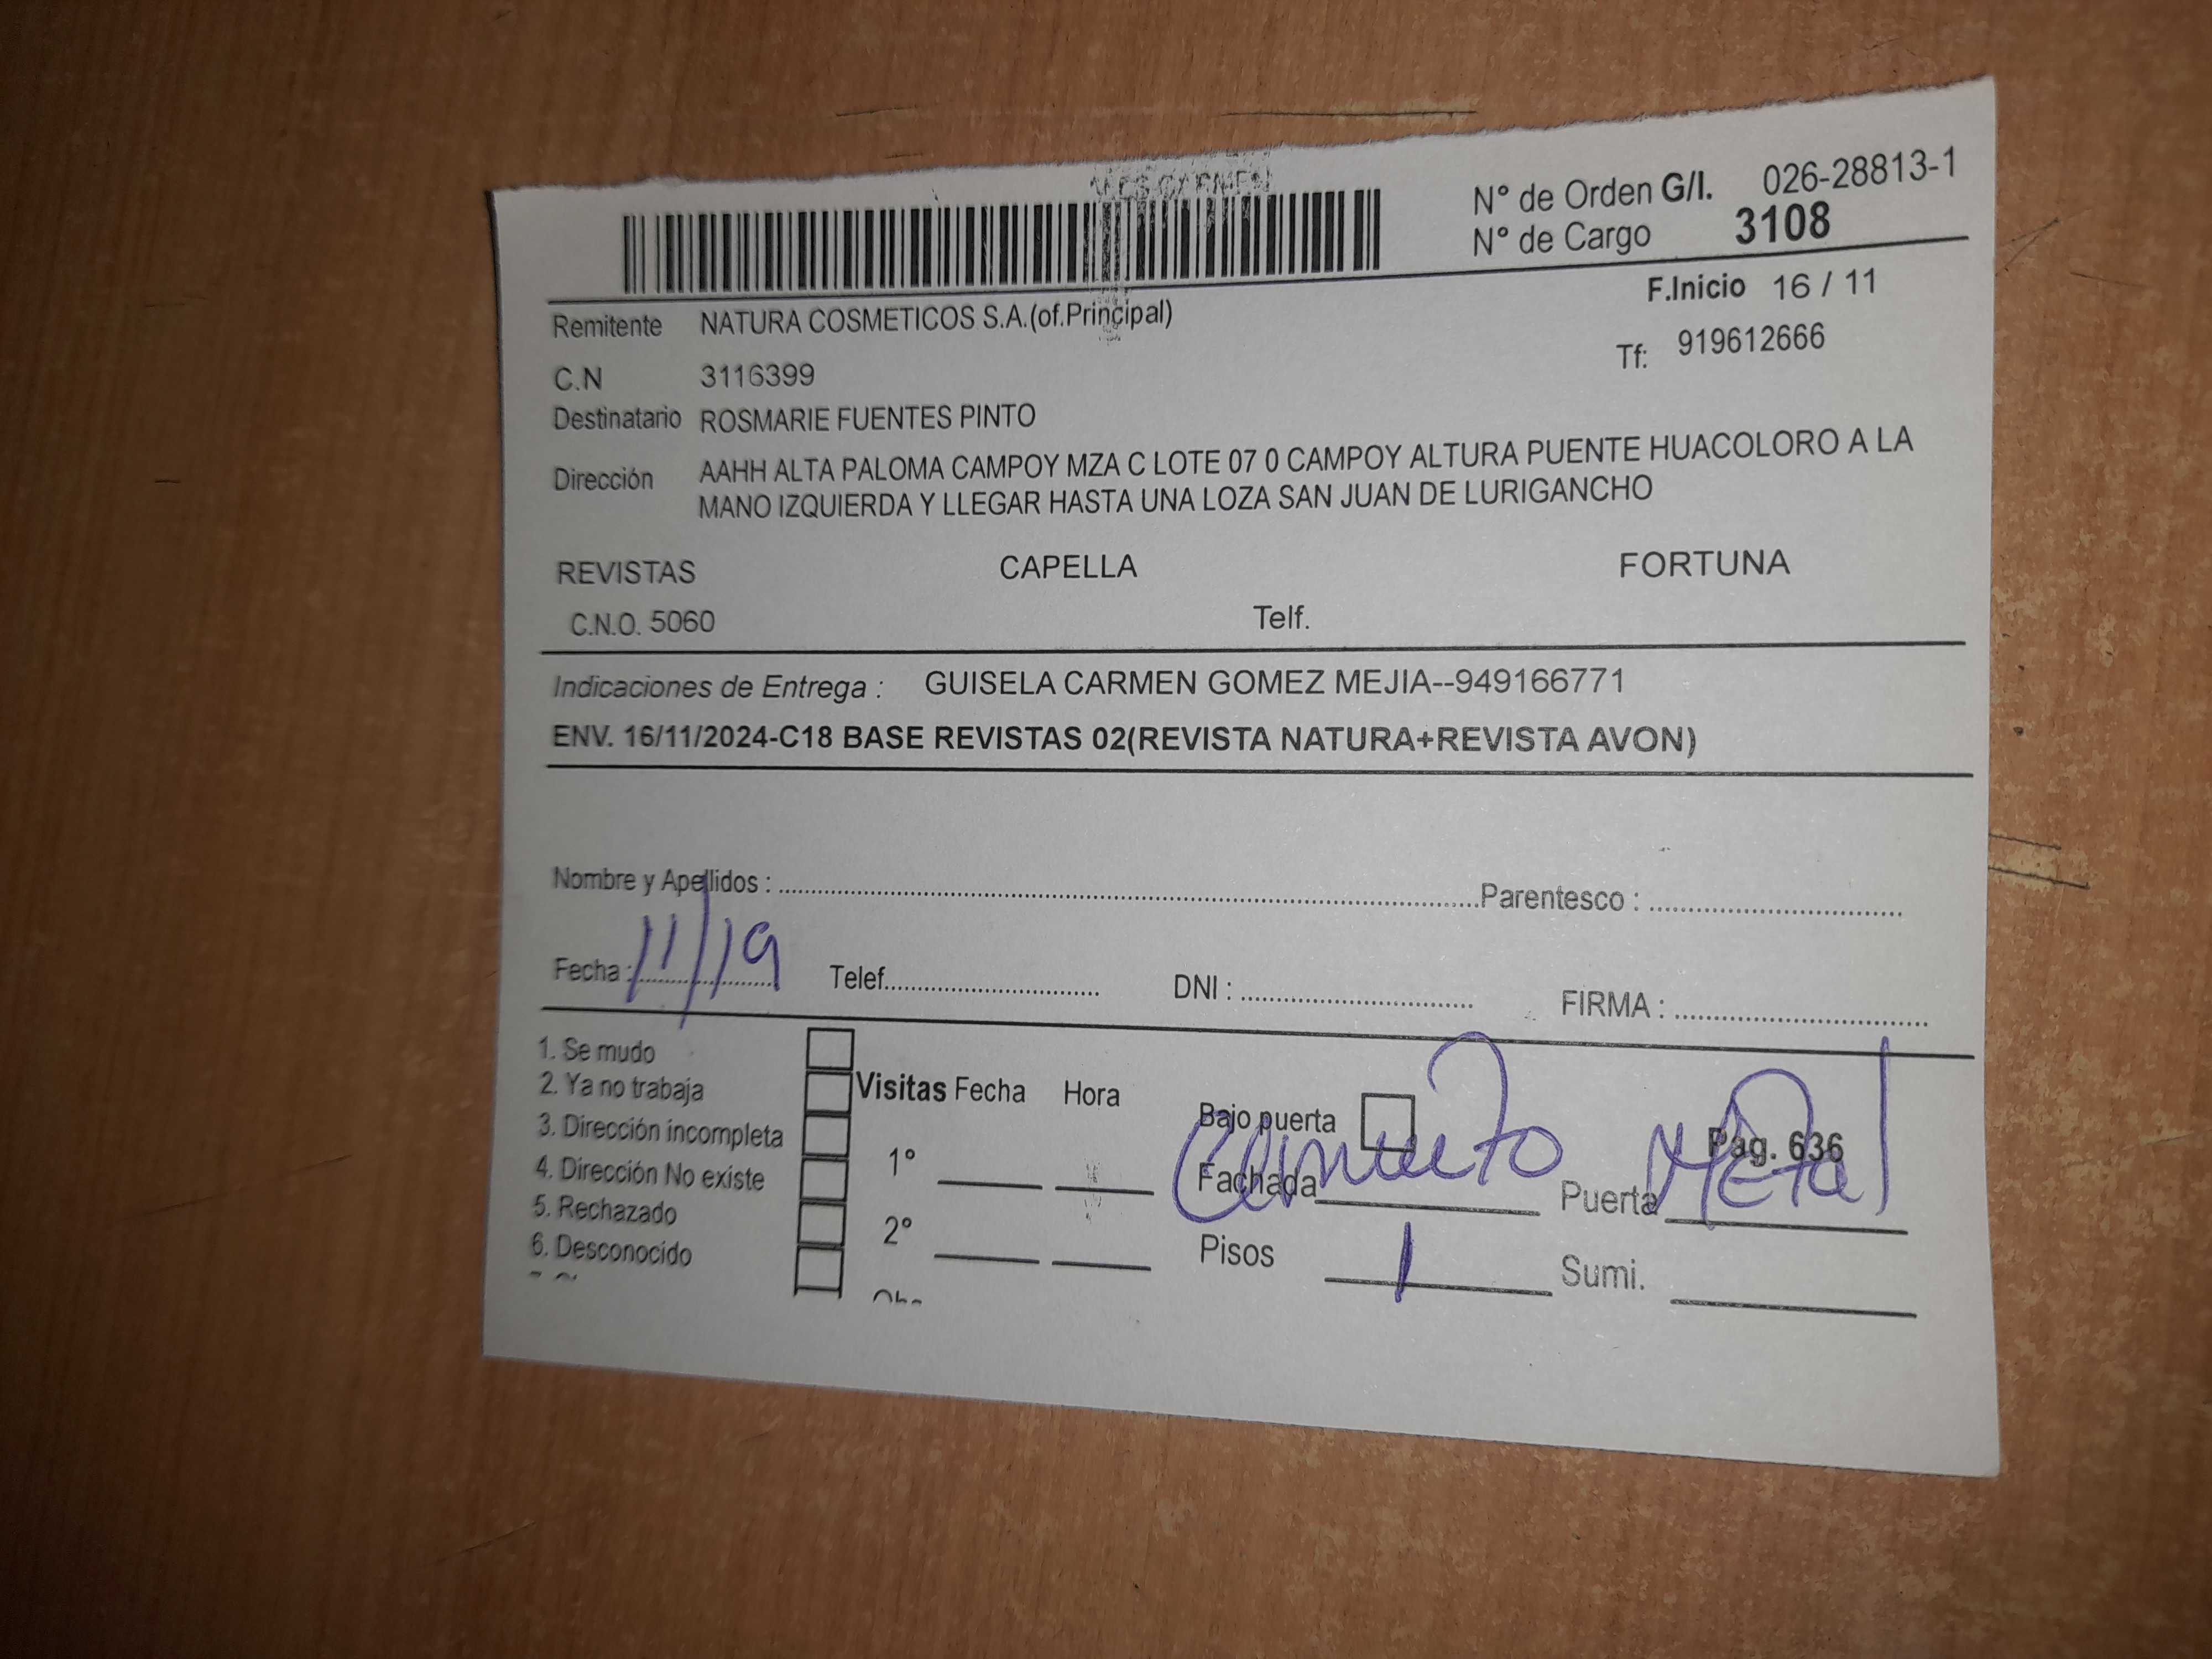 N° de Orden G/I. 026-28813-1
N° de Cargo 3108
F.Inicio 16 / 11
Remitente NATURA COSMETICOS S.A.(of.Principal)
Tf: 919612666
C.N 3116399
Destinatario ROSMARIE FUENTES PINTO
Dirección AAHH ALTA PALOMA CAMPOY MZA C LOTE 07 0 CAMPOY ALTURA PUENTE HUACOLORO A LA
MANO IZQUIERDA Y LLEGAR HASTA UNA LOZA SAN JUAN DE LURIGANCHO
REVISTAS CAPELLA FORTUNA
C.N.O. 5060 Telf.
Indicaciones de Entrega : GUISELA CARMEN GOMEZ MEJIA--949166771
ENV. 16/11/2024-C18 BASE REVISTAS 02(REVISTA NATURA+REVISTA AVON)
Nombre y Apellidos : Parentesco :
Fecha : 11/19 Telef. DNI : FIRMA :
1. Se mudo
2. Ya no trabaja
3. Dirección incompleta
4. Dirección No existe
5. Rechazado
6. Desconocido
Visitas Fecha Hora
1°
2°
Bajo puerta
Pag. 636
Fachada Cemento Puerta Metal
Pisos 1 Sumi.